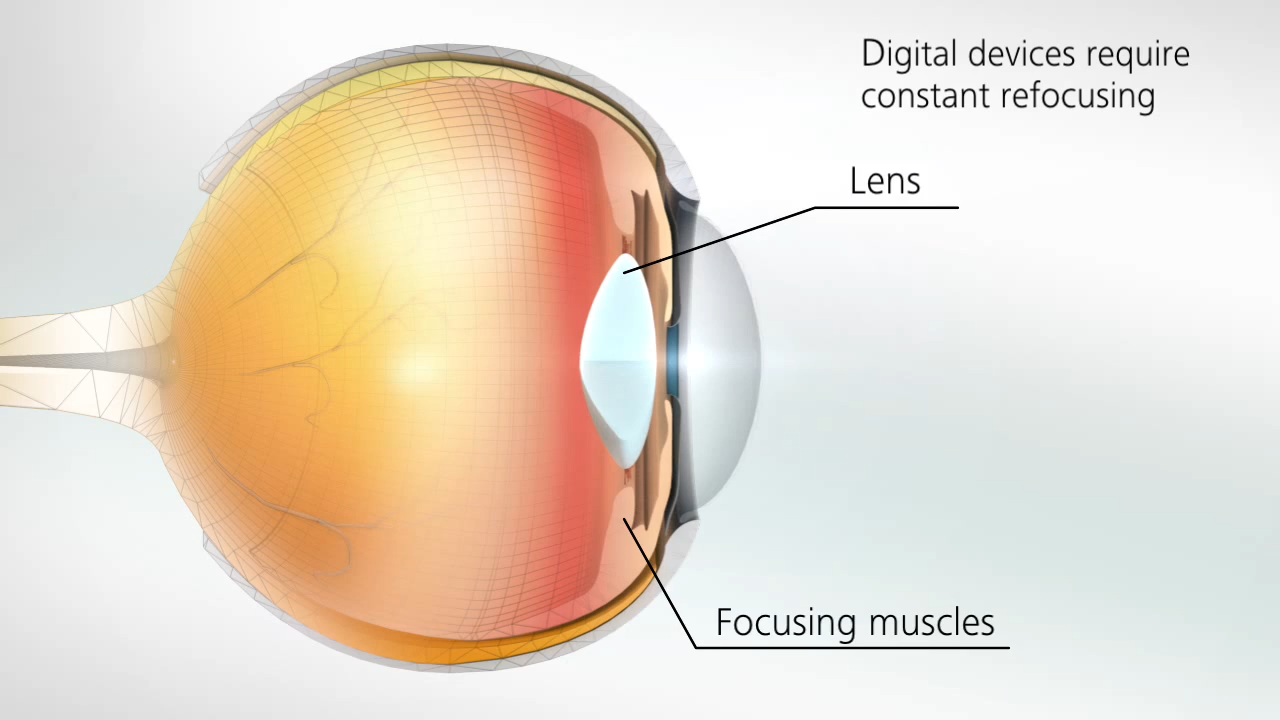 Digital devices require
constant refocusing
Lens
Focusing muscles